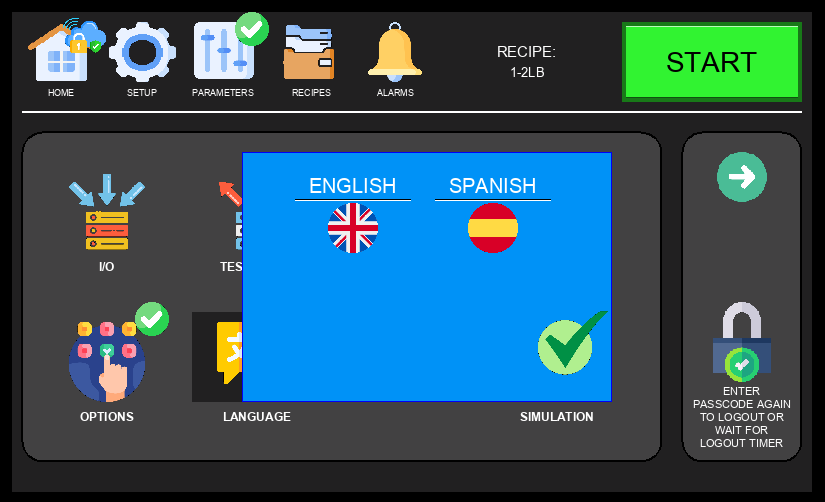 HOME
SETUP
PARAMETERS
RECIPES
ALARMS
RECIPE:
1-2LB
START
ENGLISH
SPANISH
I/O
OPTIONS
LANGUAGE
SIMULATION
ENTER
PASSCODE AGAIN
TO LOGOUT OR
WAIT FOR
LOGOUT TIMER